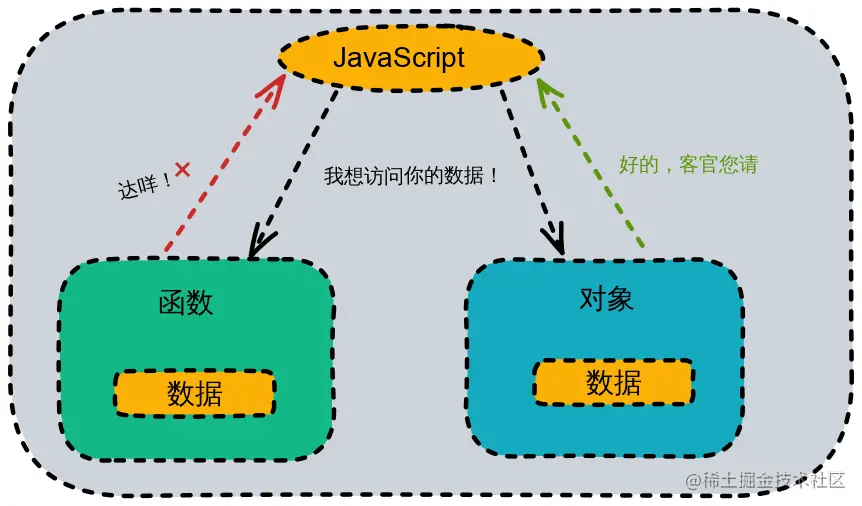 JavaScript
达咩！
我想访问你的数据！
好的，客官您请
函数
对象
数据
数据
@稀土掘金技术社区